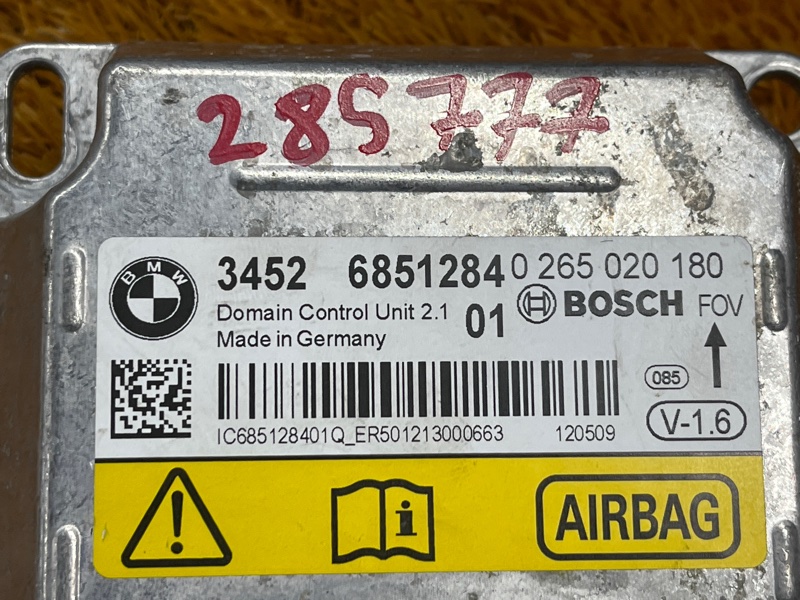 285777
BMW
3452 6851284 0 265 020 180
Domain Control Unit 2.1 01 BOSCH FOV
Made in Germany
085
IC685128401Q_ER501213000663 120509 V-1.6
i AIRBAG